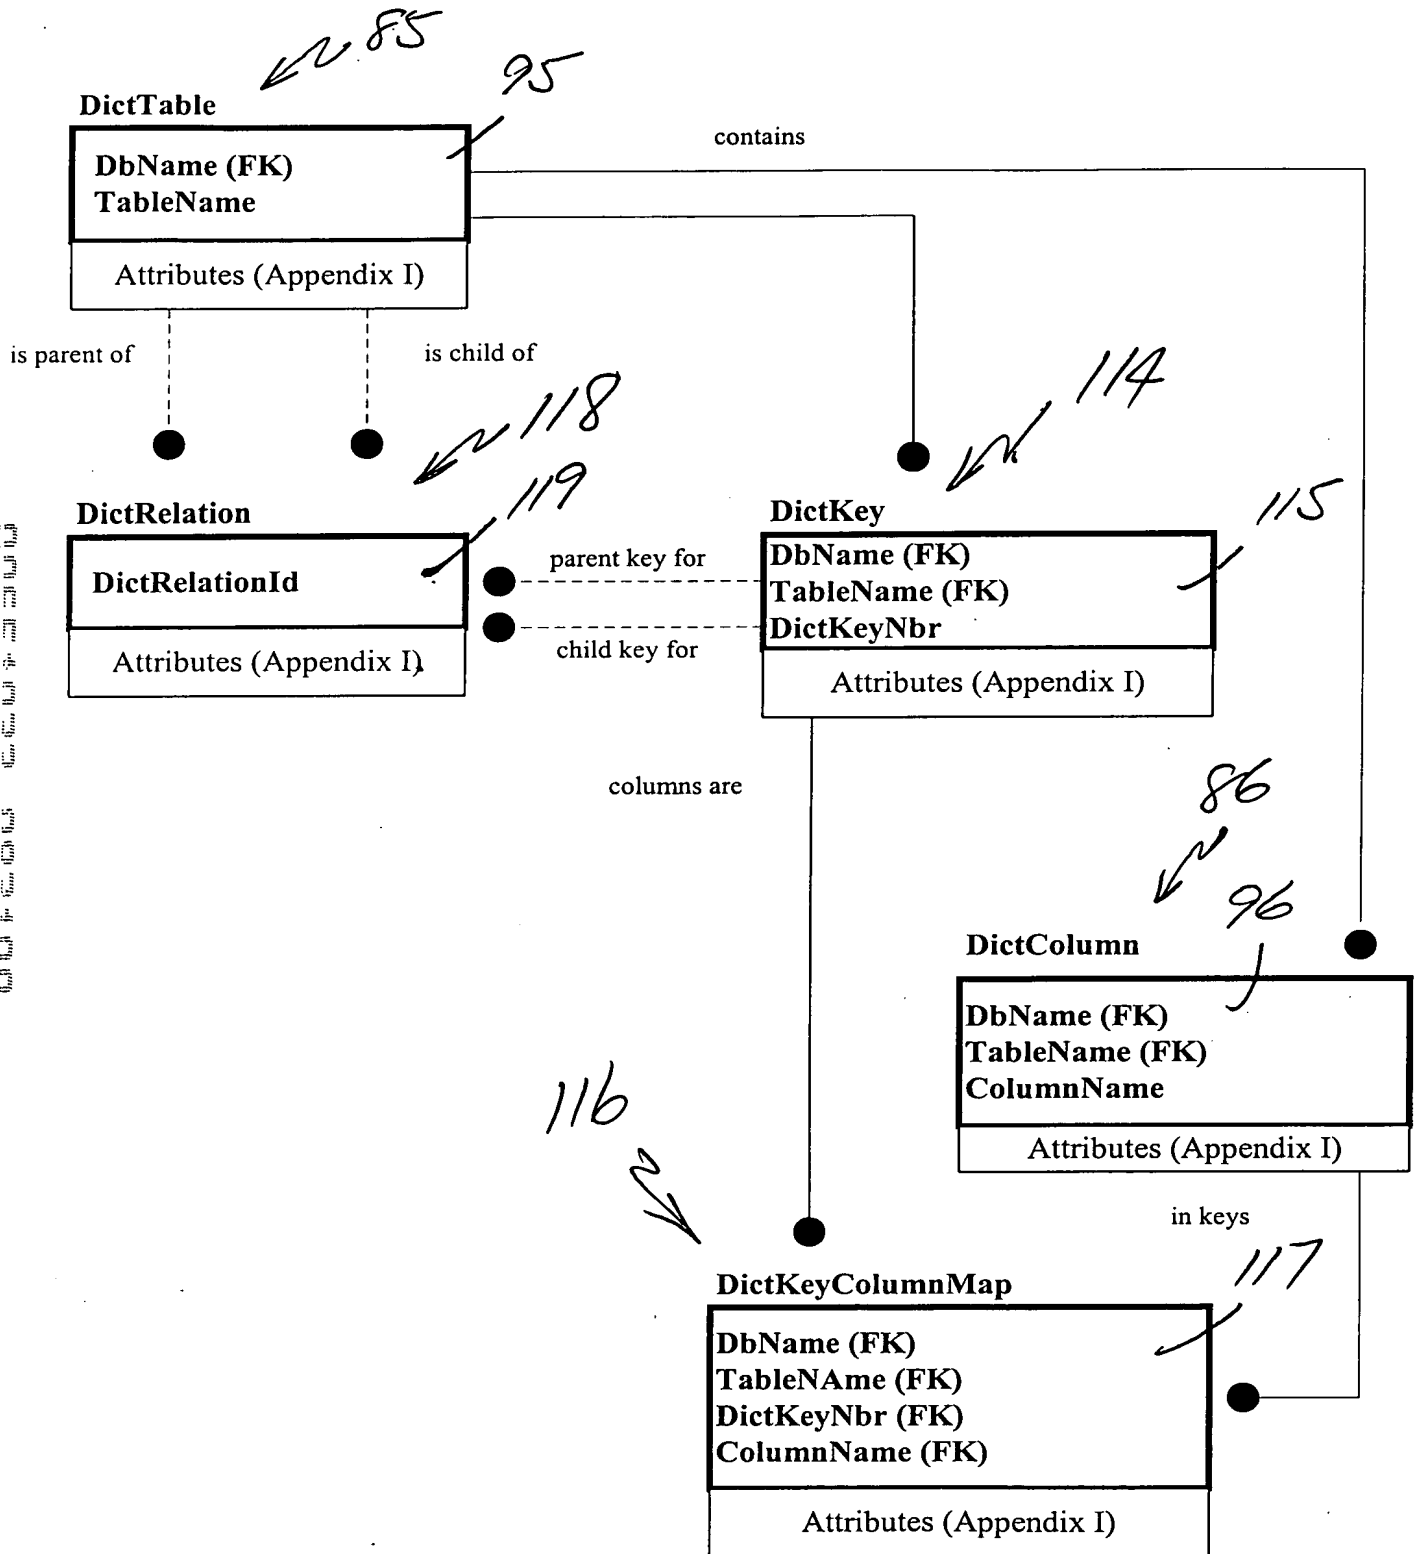 85
95
DictTable
contains
DbName (FK)
TableName
Attributes (Appendix I)
is parent of
is child of
114
118
119
DictRelation
DictKey
115
DictRelationId
parent key for
DbName (FK)
TableName (FK)
DictKeyNbr
child key for
Attributes (Appendix I)
Attributes (Appendix I)
columns are
86
96
DictColumn
DbName (FK)
TableName (FK)
ColumnName
116
Attributes (Appendix I)
in keys
117
DictKeyColumnMap
DbName (FK)
TableNAme (FK)
DictKeyNbr (FK)
ColumnName (FK)
Attributes (Appendix I)